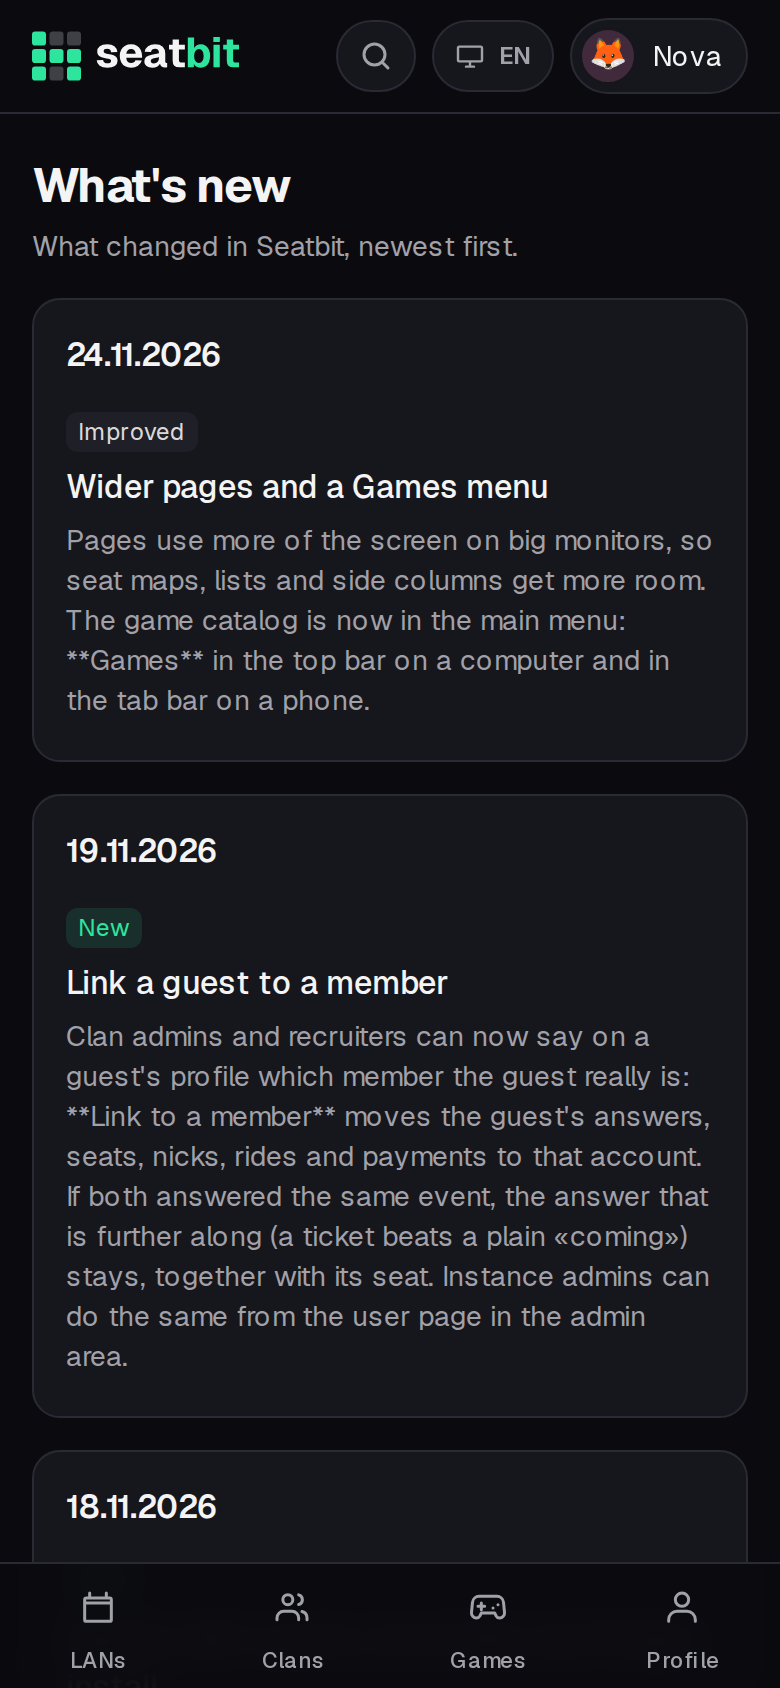 seatbit
EN
Nova
What's new
What changed in Seatbit, newest first.
24.11.2026
Improved
Wider pages and a Games menu
Pages use more of the screen on big monitors, so
seat maps, lists and side columns get more room.
The game catalog is now in the main menu:
**Games** in the top bar on a computer and in
the tab bar on a phone.
19.11.2026
New
Link a guest to a member
Clan admins and recruiters can now say on a
guest's profile which member the guest really is:
**Link to a member** moves the guest's answers,
seats, nicks, rides and payments to that account.
If both answered the same event, the answer that
is further along (a ticket beats a plain «coming»)
stays, together with its seat. Instance admins can
do the same from the user page in the admin
area.
18.11.2026
LANs
Clans
Games
Profile